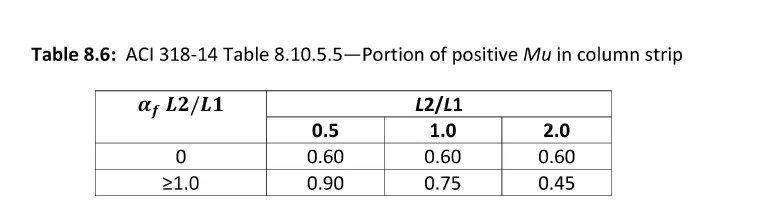 Table 8.6: ACI 318-14 Table 8.10.5.5—Portion of positive Mu in column strip
α_f L2/L1 L2/L1
0.5 1.0 2.0
0 0.60 0.60 0.60
≥1.0 0.90 0.75 0.45